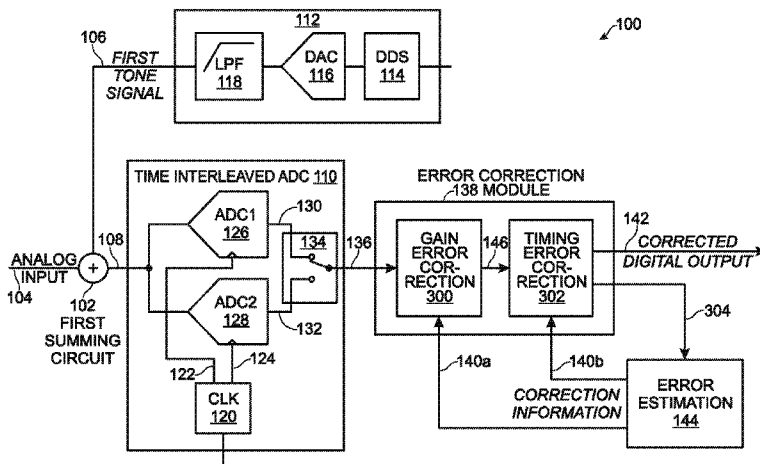 112
100
106
FIRST
TONE
SIGNAL
LPF
118
DAC
116
DDS
114
TIME INTERLEAVED ADC 110
ERROR CORRECTION
138 MODULE
ADC1
126
130
134
136
108
ANALOG
INPUT
104
102
FIRST
SUMMING
CIRCUIT
ADC2
128
132
122
124
CLK
120
GAIN
ERROR
COR-
RECTION
300
146
TIMING
ERROR
COR-
RECTION
302
142
CORRECTED
DIGITAL OUTPUT
304
140a
140b
CORRECTION
INFORMATION
ERROR
ESTIMATION
144